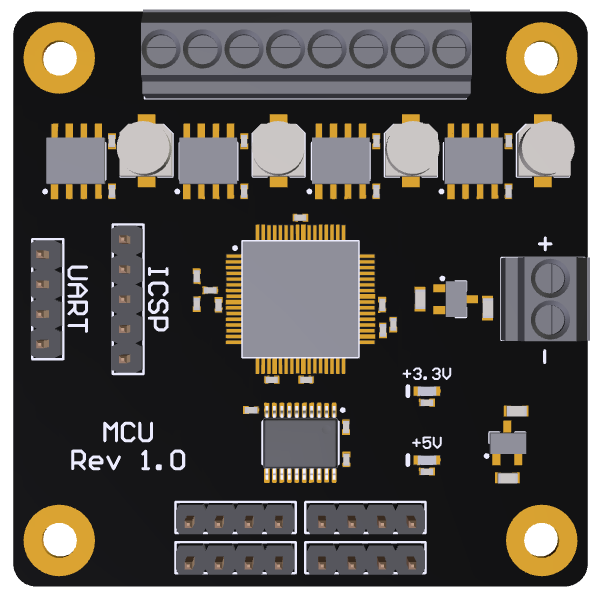 +
UART
ICSP
-
+3.3V
MCU
Rev 1.0
+5V